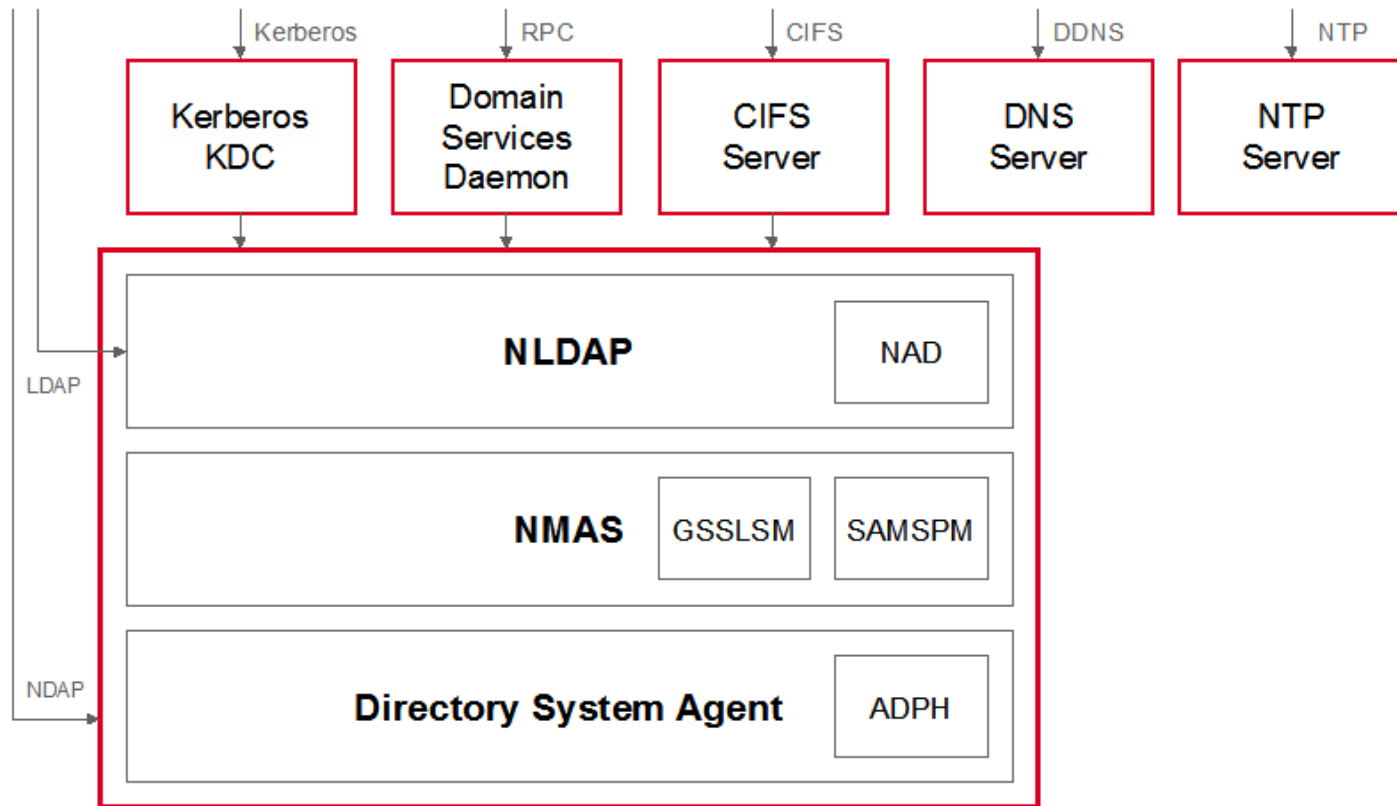 Kerberos
RPC
CIFS
DDNS
NTP
Kerberos
KDC
Domain
Services
Daemon
CIFS
Server
DNS
Server
NTP
Server
NLDAP
NAD
LDAP
NMAS
GSSLSM
SAMSPM
NDAP
Directory System Agent
ADPH